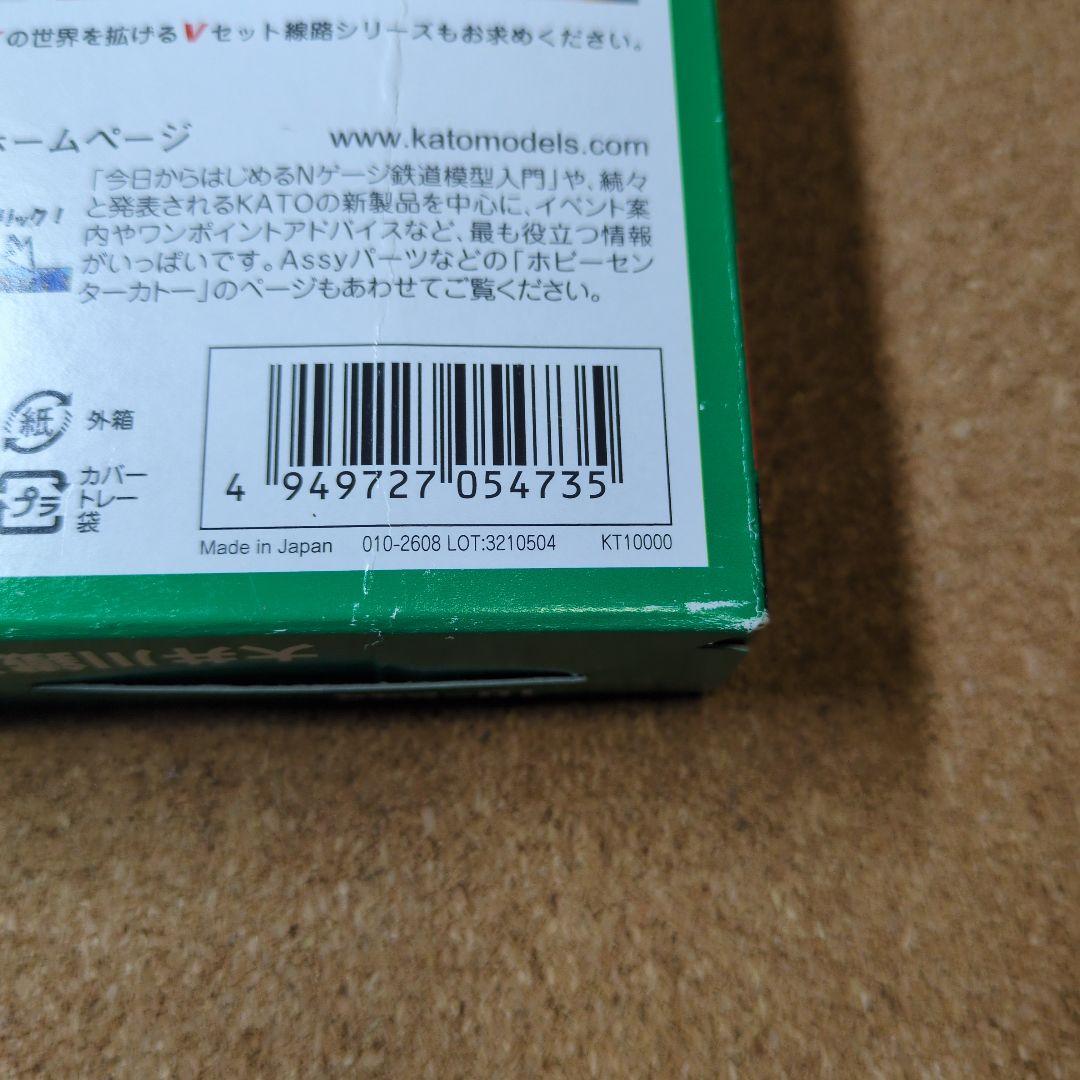 の世界を拡げるVセット線路シリーズもお求めください。
ホームページ www.katomodels.com
「今日からはじめるNゲージ鉄道模型入門」や、続々
と発表されるKATOの新製品を中心に、イベント案
内やワンポイントアドバイスなど、最も役立つ情報
がいっぱいです。Assyパーツなどの「ホビーセン
ターカトー」のページもあわせてご覧ください。
リック!
紙 外箱
プラ カバー
トレー
袋
4 949727 054735
Made in Japan 010-2608 LOT:3210504 KT10000
大井川鐵